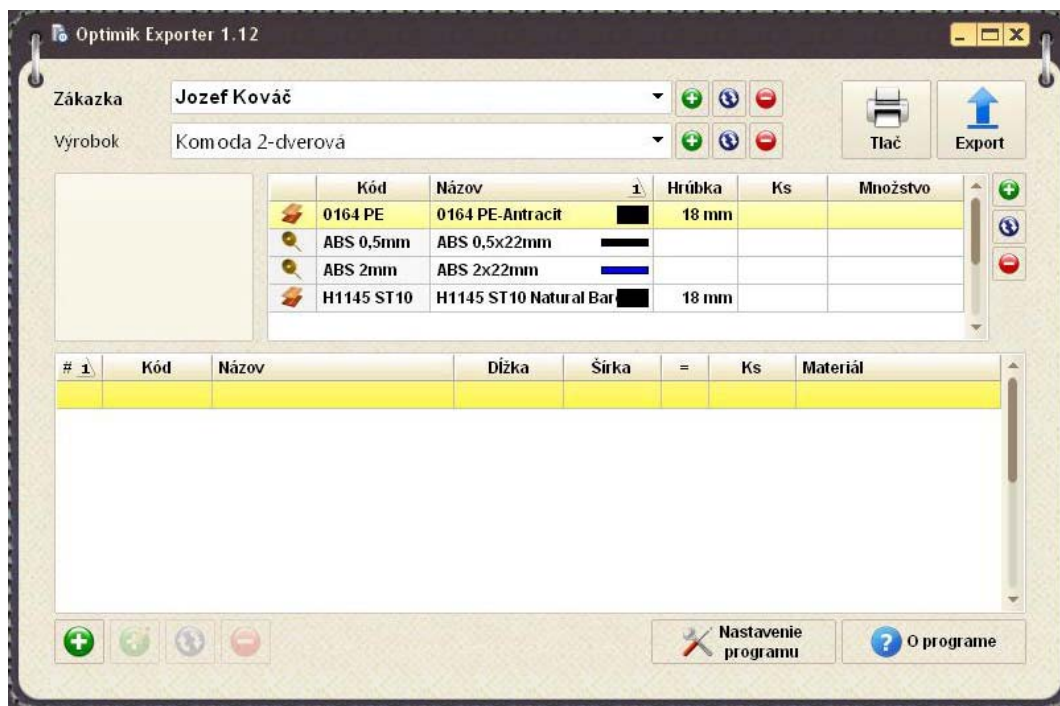 Optimik Exporter 1.12
Zákazka Jozef Kováč
Výrobok Komoda 2-dverová
Tlač Export
Kód Názov 1 Hrúbka Ks Množstvo
0164 PE 0164 PE-Antracit 18 mm
ABS 0,5mm ABS 0,5x22mm
ABS 2mm ABS 2x22mm
H1145 ST10 H1145 ST10 Natural Bar 18 mm
# 1 Kód Názov Dĺžka Šírka = Ks Materiál
Nastavenie
programu
O programe